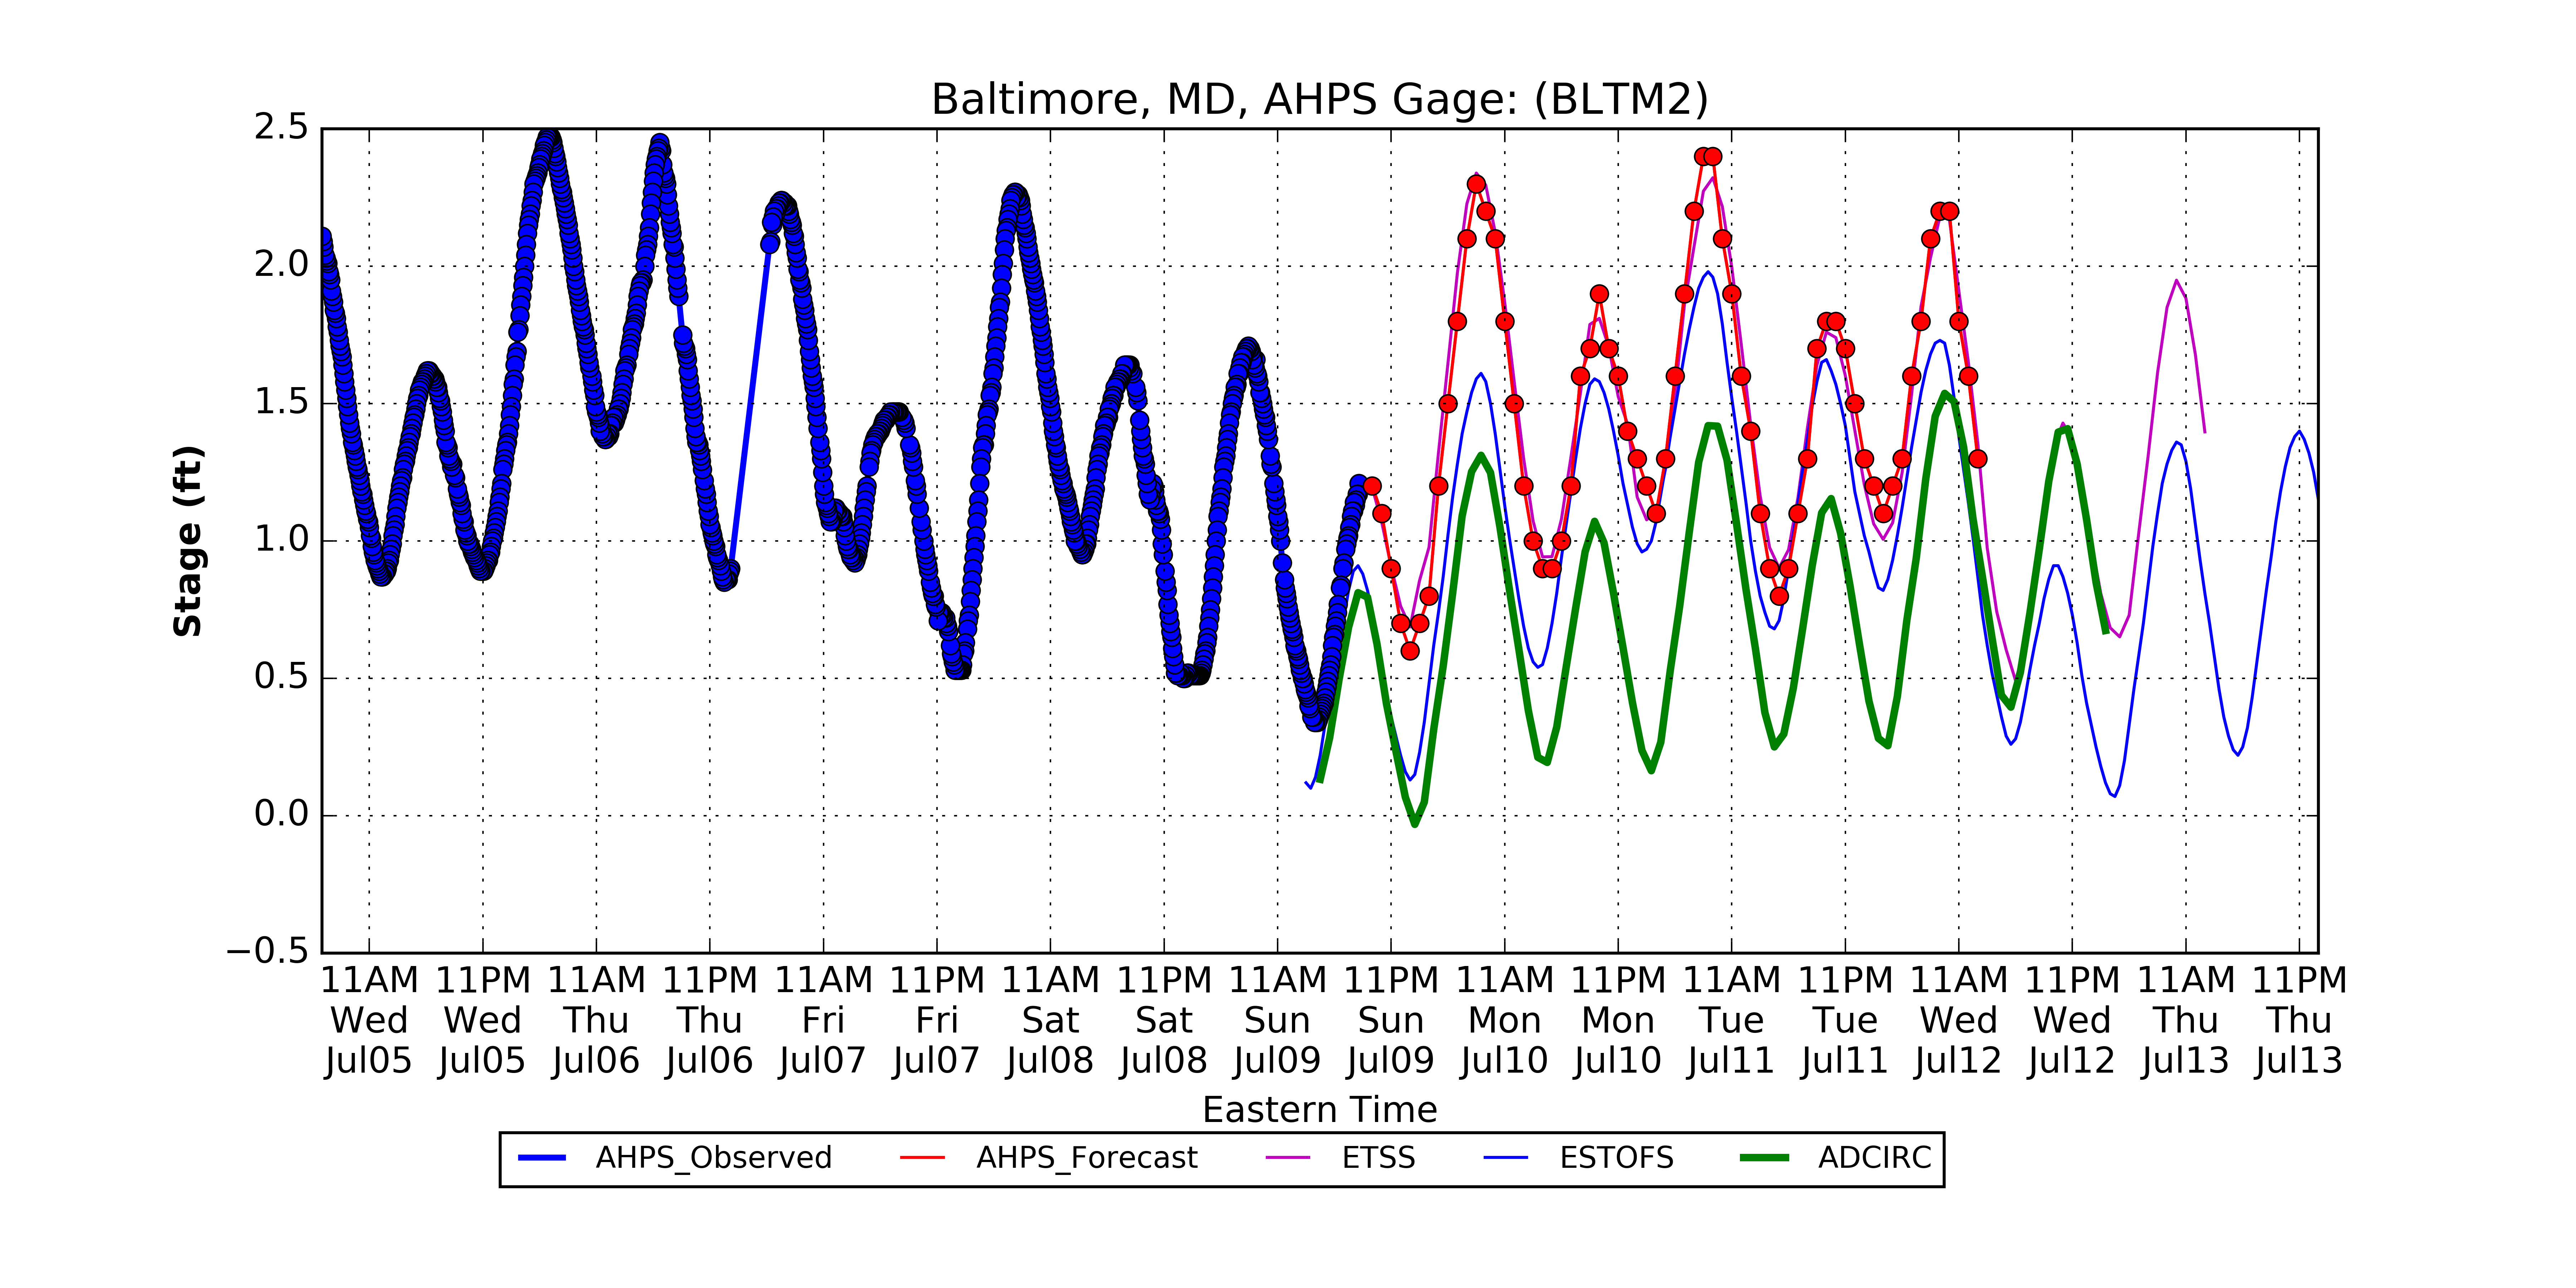 Baltimore, MD, AHPS Gage: (BLTM2)
2.5
2.0
1.5
1.0
0.5
0.0
−0.5
Stage (ft)
11AM 11PM 11AM 11PM 11AM 11PM 11AM 11PM 11AM 11PM 11AM 11PM 11AM 11PM 11AM 11PM 11AM 11PM
Wed Wed Thu Thu Fri Fri Sat Sat Sun Sun Mon Mon Tue Tue Wed Wed Thu Thu
Jul05 Jul05 Jul06 Jul06 Jul07 Jul07 Jul08 Jul08 Jul09 Jul09 Jul10 Jul10 Jul11 Jul11 Jul12 Jul12 Jul13 Jul13
Eastern Time
AHPS_Observed AHPS_Forecast ETSS ESTOFS ADCIRC